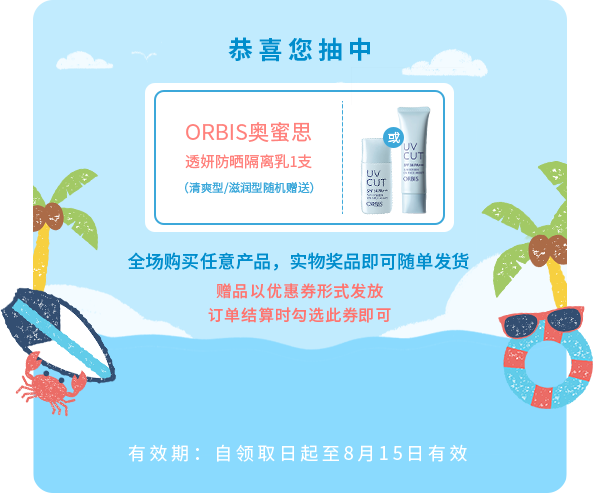 恭喜您抽中
ORBIS奥蜜思
透妍防晒隔离乳1支
（清爽型/滋润型随机赠送）
或
UV
CUT
ORBIS
UV
CUT
ORBIS
全场购买任意产品，实物奖品即可随单发货
赠品以优惠券形式发放
订单结算时勾选此券即可
有效期：自领取日起至8月15日有效